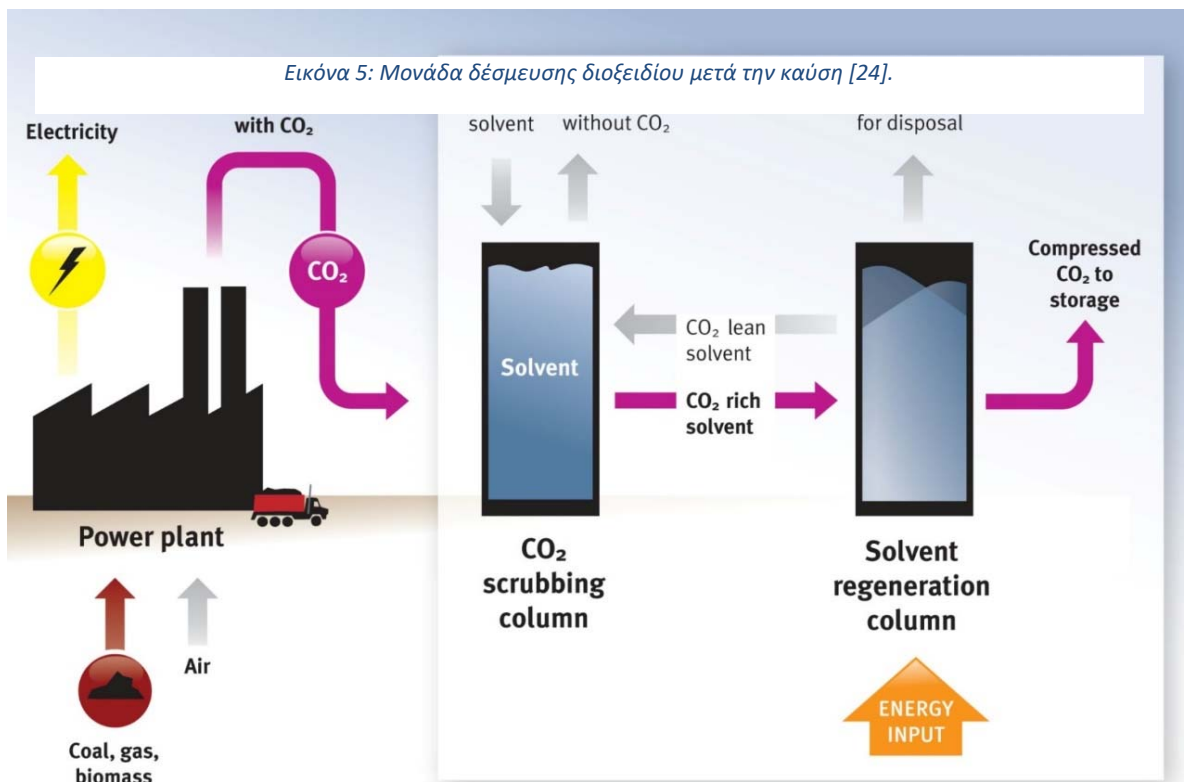 Εικόνα 5: Μονάδα δέσμευσης διοξειδίου μετά την καύση [24].
Electricity
with CO₂
solvent
without CO₂
for disposal
CO₂
Compressed
CO₂ to
storage
CO₂ lean
solvent
Solvent
CO₂ rich
solvent
Power plant
CO₂
scrubbing
column
Solvent
regeneration
column
Air
ENERGY
INPUT
Coal, gas,
biomass